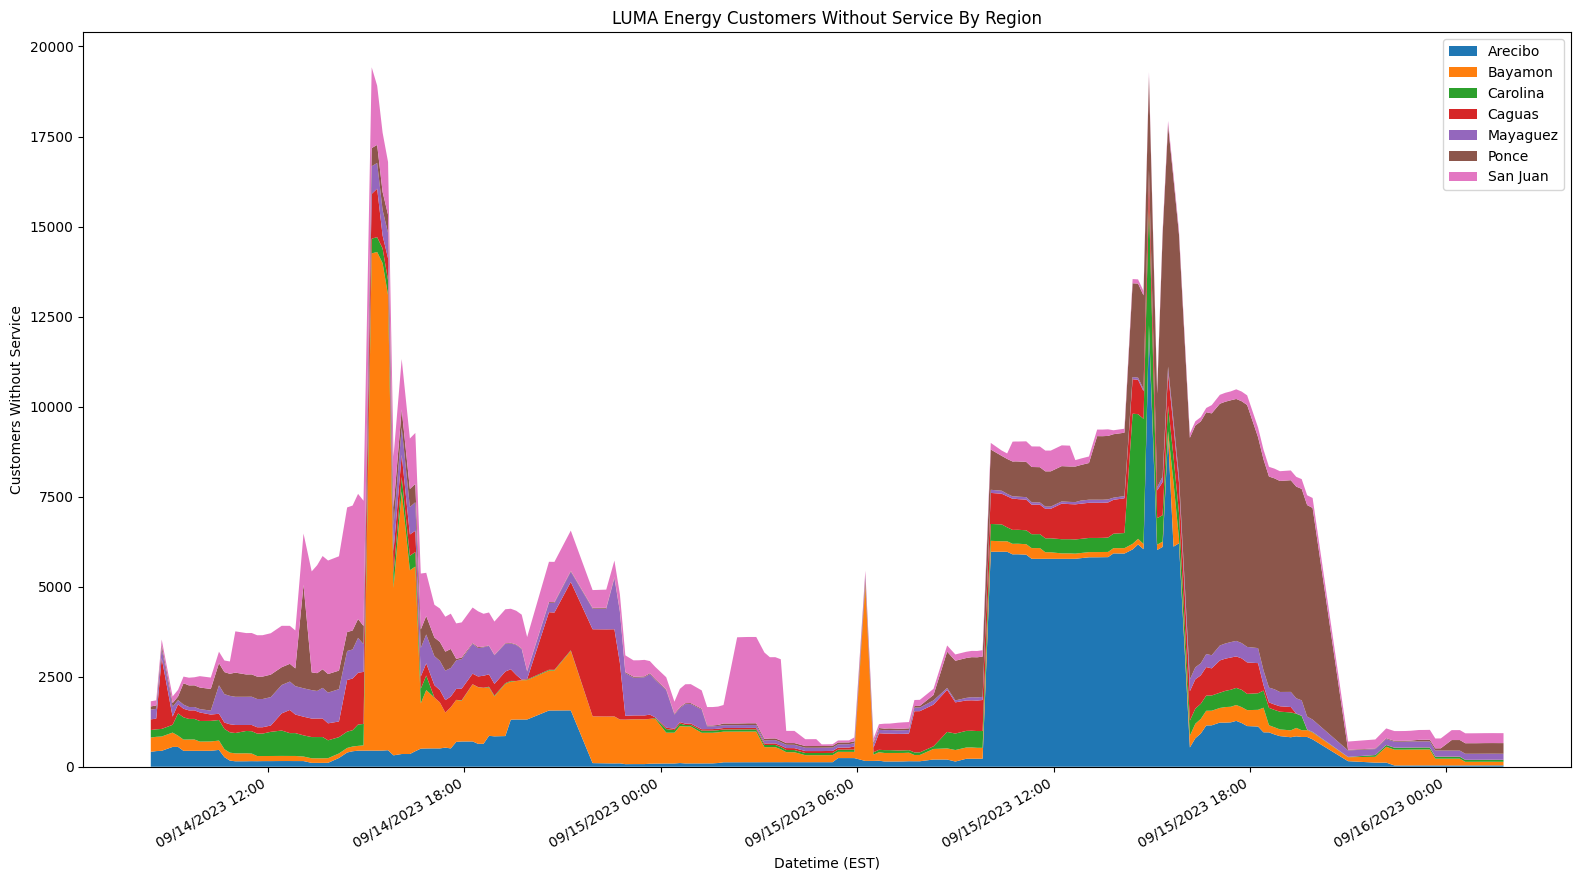 LUMA Energy Customers Without Service By Region
20000
17500
15000
12500
10000
7500
5000
2500
0
Customers Without Service
Arecibo
Bayamon
Carolina
Caguas
Mayaguez
Ponce
San Juan
09/14/2023 12:00
09/14/2023 18:00
09/15/2023 00:00
09/15/2023 06:00
09/15/2023 12:00
09/15/2023 18:00
09/16/2023 00:00
Datetime (EST)